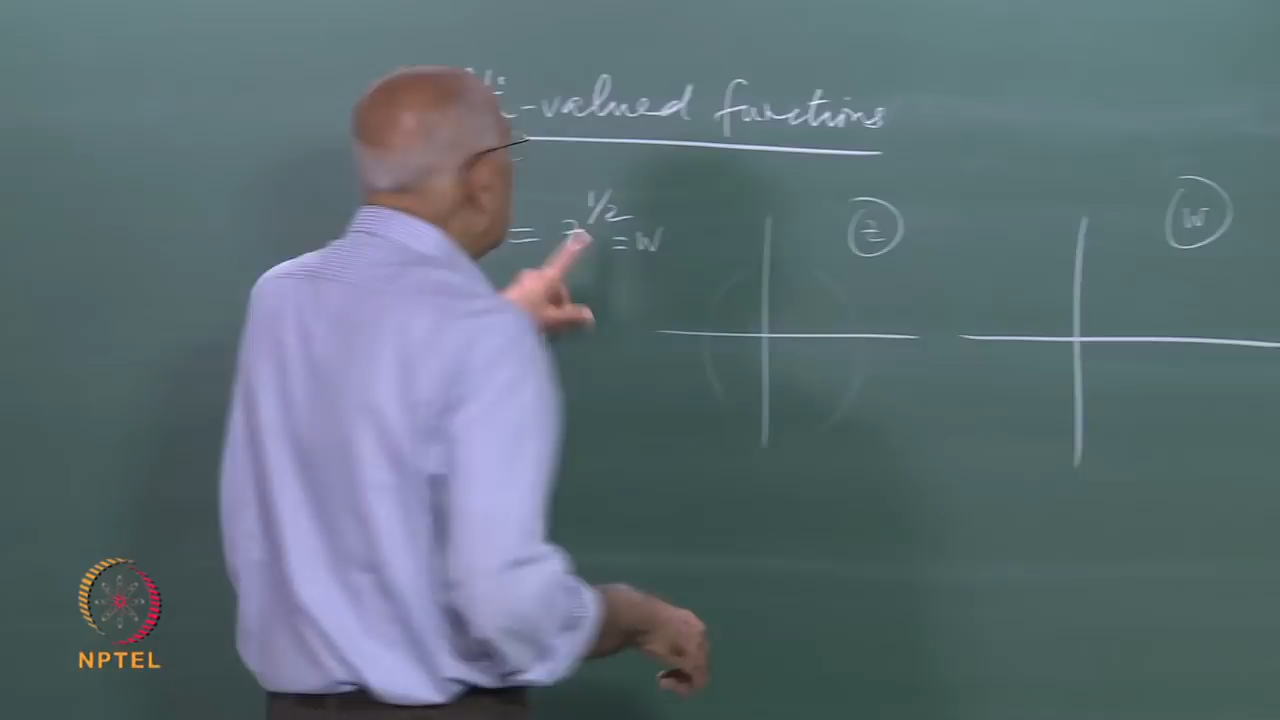 -valued functions
= z^{1/2} = w
z
w
NPTEL